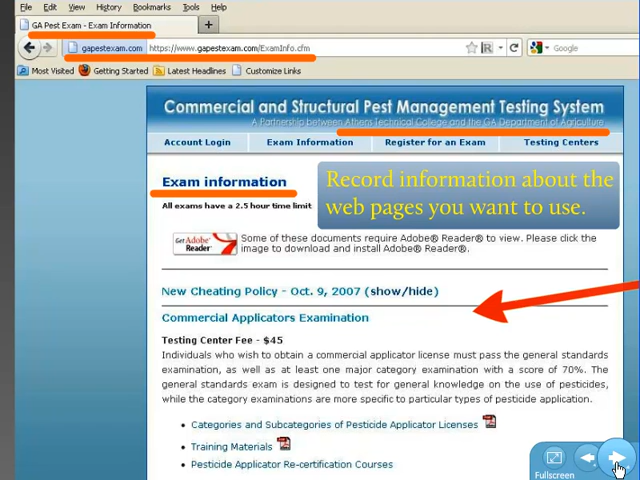 File Edit View History Bookmarks Tools Help
GA Pest Exam - Exam Information +
gapestexam.com https://www.gapestexam.com/ExamInfo.cfm Google
Most Visited Getting Started Latest Headlines Customize Links
Commercial and Structural Pest Management Testing System
A Partnership between Athens Technical College and the GA Department of Agriculture
Account Login Exam Information Register for an Exam Testing Centers
Exam information
All exams have a 2.5 hour time limit
Record information about the
web pages you want to use.
Get Adobe® Reader®
Some of these documents require Adobe® Reader® to view. Please click the
image to download and install Adobe® Reader®.
New Cheating Policy - Oct. 9, 2007 (show/hide)
Commercial Applicators Examination
Testing Center Fee - $45
Individuals who wish to obtain a commercial applicator license must pass the general standards
examination, as well as at least one major category examination with a score of 70%. The
general standards exam is designed to test for general knowledge on the use of pesticides,
while the category examinations are more specific to particular types of pesticide application.
• Categories and Subcategories of Pesticide Applicator Licenses
• Training Materials
• Pesticide Applicator Re-certification Courses
Fullscreen